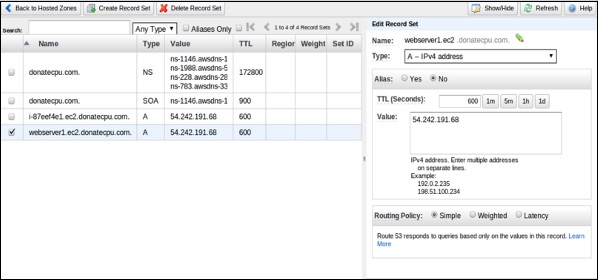 Back to Hosted Zones Create Record Set Delete Record Set Show/Hide Refresh Help
Search: Any Type Aliases Only 1 to 4 of 4 Record Sets
Name Type Value TTL Region Weight Set ID
donatecpu.com. NS ns-1146.awsdns-1 172800
ns-1988.awsdns-5
ns-228.awsdns-28
ns-783.awsdns-33
donatecpu.com. SOA ns-1146.awsdns-1 900
i-87eef4e1.ec2.donatecpu.com. A 54.242.191.68 600
webserver1.ec2.donatecpu.com. A 54.242.191.68 600
Edit Record Set
Name: webserver1.ec2 .donatecpu.com.
Type: A – IPv4 address
Alias: Yes No
TTL (Seconds): 600 1m 5m 1h 1d
Value: 54.242.191.68
IPv4 address. Enter multiple addresses
on separate lines.
Example:
192.0.2.235
198.51.100.234
Routing Policy: Simple Weighted Latency
Route 53 responds to queries based only on the values in this record. Learn
More